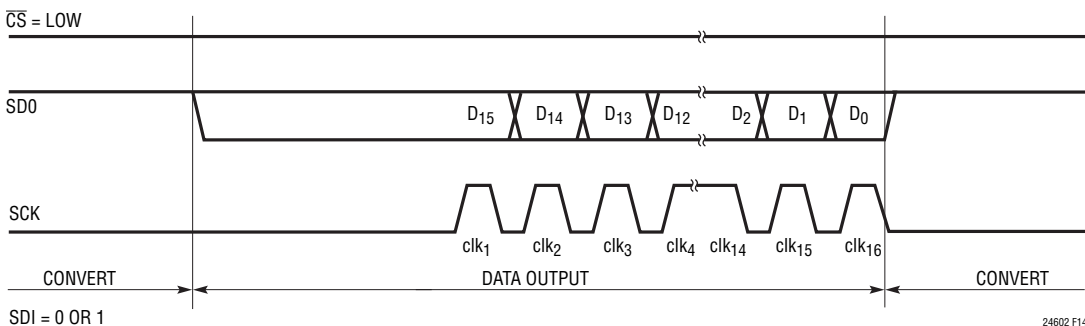 C̅S̅ = LOW
SD0
D₁₅ D₁₄ D₁₃ D₁₂ D₂ D₁ D₀
SCK
clk₁ clk₂ clk₃ clk₄ clk₁₄ clk₁₅ clk₁₆
CONVERT DATA OUTPUT CONVERT
SDI = 0 OR 1
24602 F14